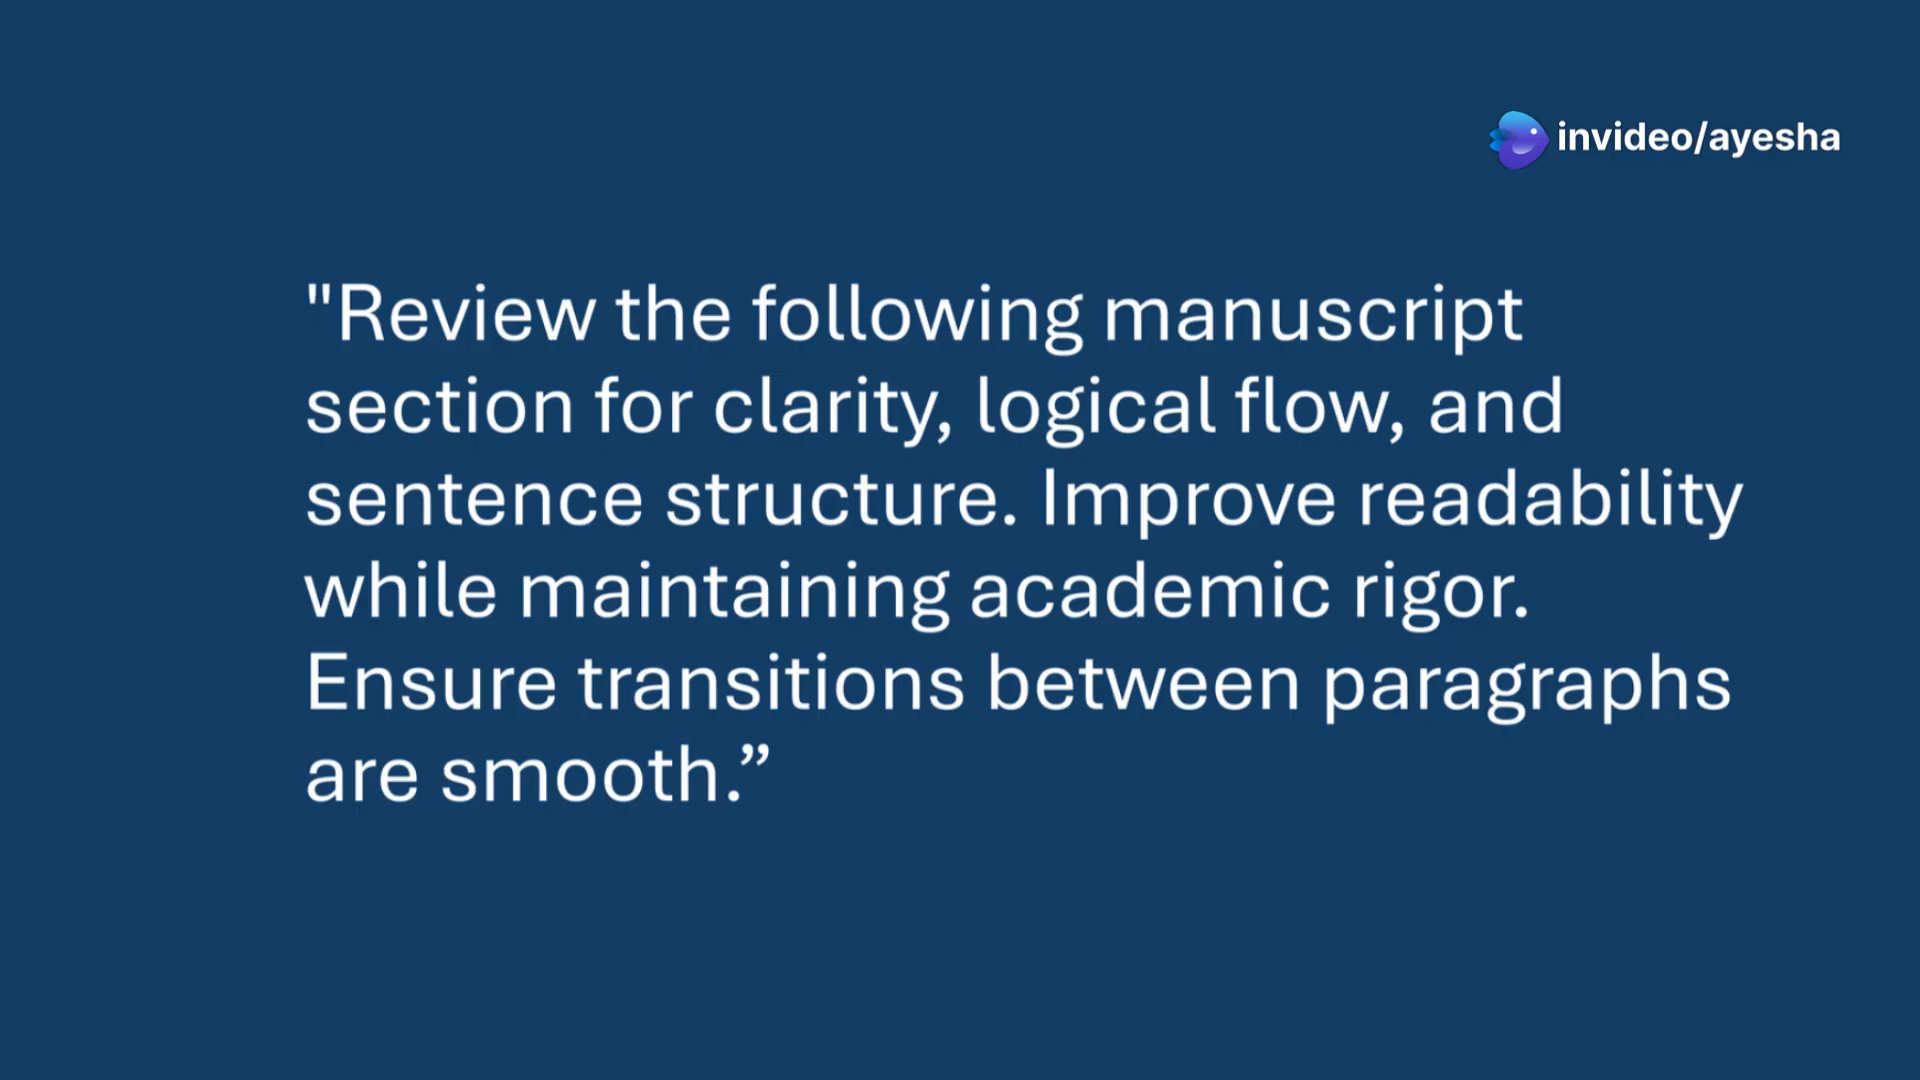 invideo/ayesha
"Review the following manuscript
section for clarity, logical flow, and
sentence structure. Improve readability
while maintaining academic rigor.
Ensure transitions between paragraphs
are smooth.”